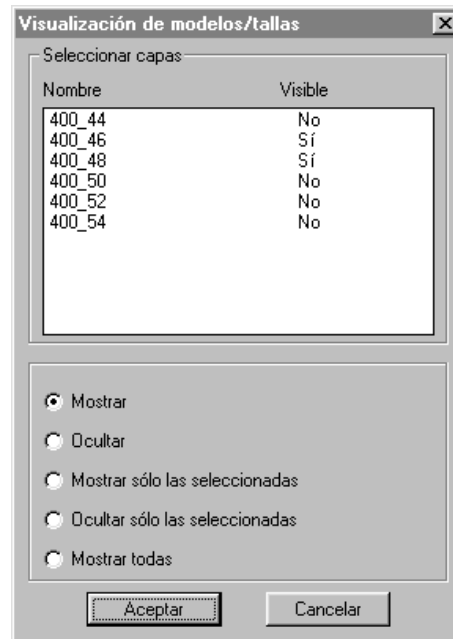 Visualización de modelos/tallas
Seleccionar capas
Nombre Visible
400_44 No
400_46 Sí
400_48 Sí
400_50 No
400_52 No
400_54 No
Mostrar
Ocultar
Mostrar sólo las seleccionadas
Ocultar sólo las seleccionadas
Mostrar todas
Aceptar Cancelar